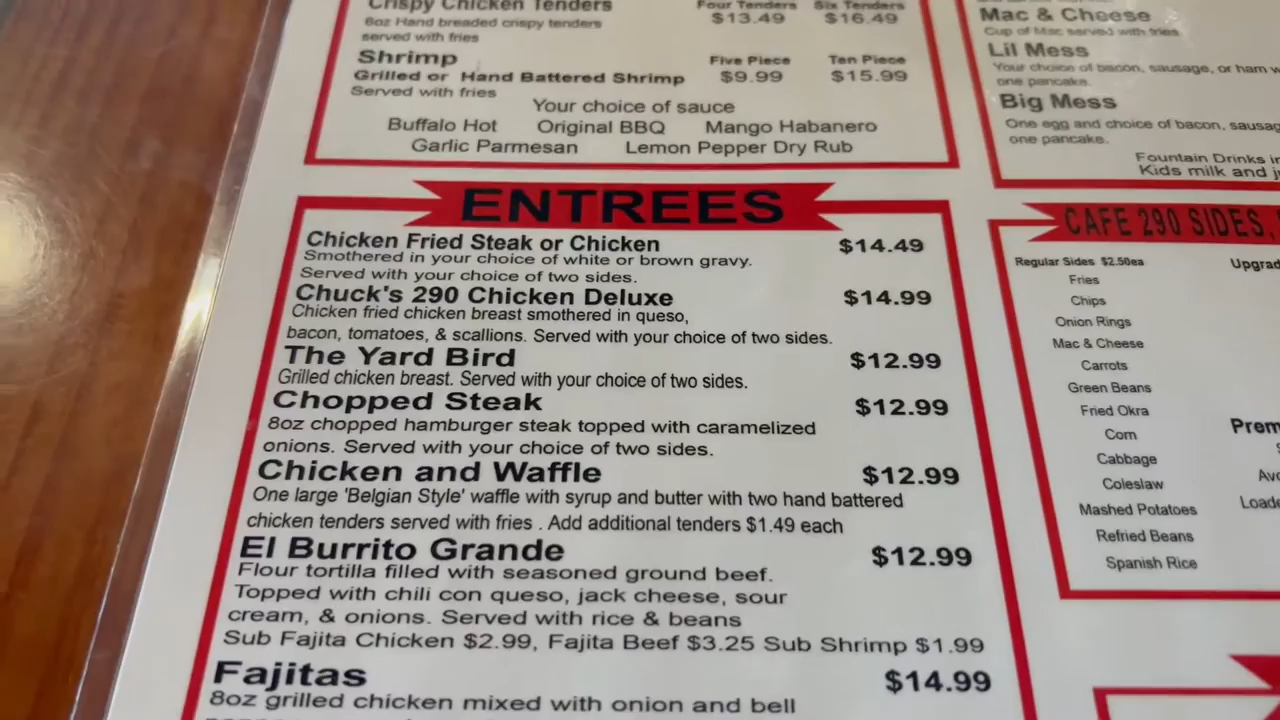 Crispy Chicken Tenders Four Tenders Six Tenders
$13.49 $16.49
8oz Hand breaded crispy tenders
served with fries
Shrimp Five Piece Ten Piece
Grilled or Hand Battered Shrimp $9.99 $15.99
Served with fries
Your choice of sauce
Buffalo Hot Original BBQ Mango Habanero
Garlic Parmesan Lemon Pepper Dry Rub
ENTREES
Chicken Fried Steak or Chicken $14.49
Smothered in your choice of white or brown gravy.
Served with your choice of two sides.
Chuck's 290 Chicken Deluxe $14.99
Chicken fried chicken breast smothered in queso,
bacon, tomatoes, & scallions. Served with your choice of two sides.
The Yard Bird $12.99
Grilled chicken breast. Served with your choice of two sides.
Chopped Steak $12.99
8oz chopped hamburger steak topped with caramelized
onions. Served with your choice of two sides.
Chicken and Waffle $12.99
One large 'Belgian Style' waffle with syrup and butter with two hand battered
chicken tenders served with fries . Add additional tenders $1.49 each
El Burrito Grande $12.99
Flour tortilla filled with seasoned ground beef.
Topped with chili con queso, jack cheese, sour
cream, & onions. Served with rice & beans
Sub Fajita Chicken $2.99, Fajita Beef $3.25 Sub Shrimp $1.99
Fajitas $14.99
8oz grilled chicken mixed with onion and bell
Mac & Cheese
Cup of Mac served with fries
Lil Mess
Your choice of bacon, sausage, or ham w
one pancake.
Big Mess
One egg and choice of bacon, sausag
one pancake.
Fountain Drinks in
Kids milk and j
CAFE 290 SIDES,
Regular Sides $2.50ea
Fries
Chips
Onion Rings
Mac & Cheese
Carrots
Green Beans
Fried Okra
Corn
Cabbage
Coleslaw
Mashed Potatoes
Refried Beans
Spanish Rice
Upgrad
Prem
Avo
Loade